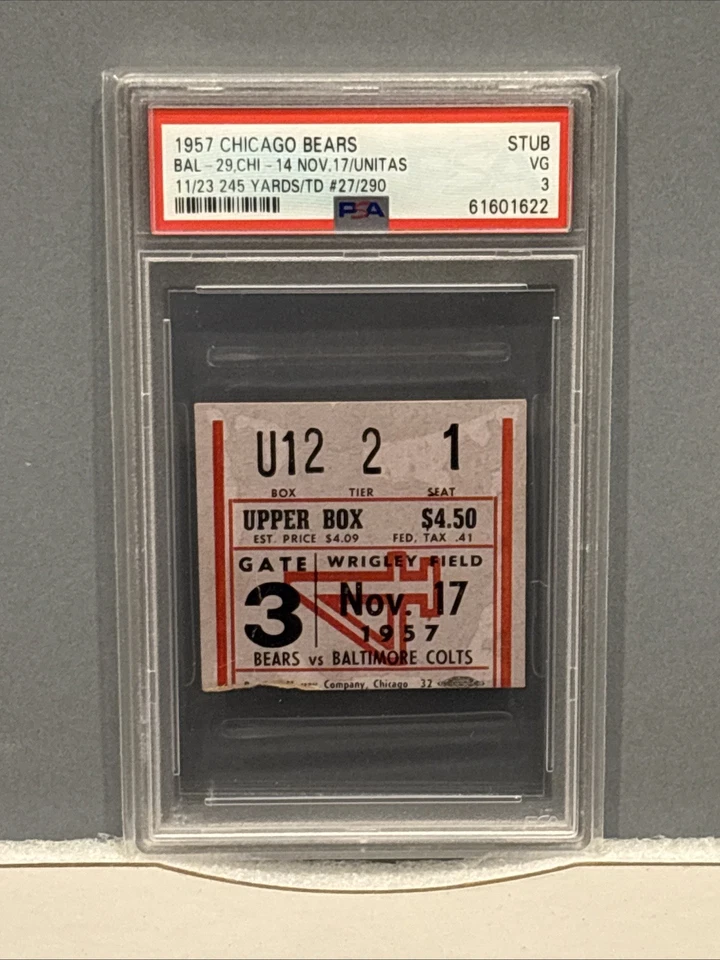 1957 CHICAGO BEARS STUB
BAL-29,CHI-14 NOV.17/UNITAS VG
11/23 245 YARDS/TD #27/290 3
PSA 61601622
U12 2 1
BOX TIER SEAT
UPPER BOX $4.50
EST. PRICE $4.09 FED. TAX .41
GATE WRIGLEY FIELD
3 4 Nov. 17
1957
BEARS vs BALTIMORE COLTS
Company, Chicago 32
PSA